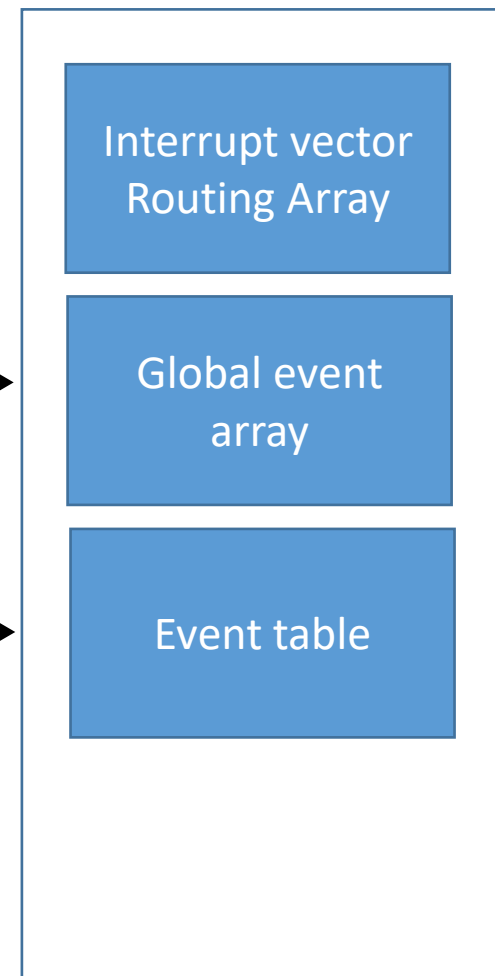 Interrupt vector
Routing Array
Global event
array
Event table